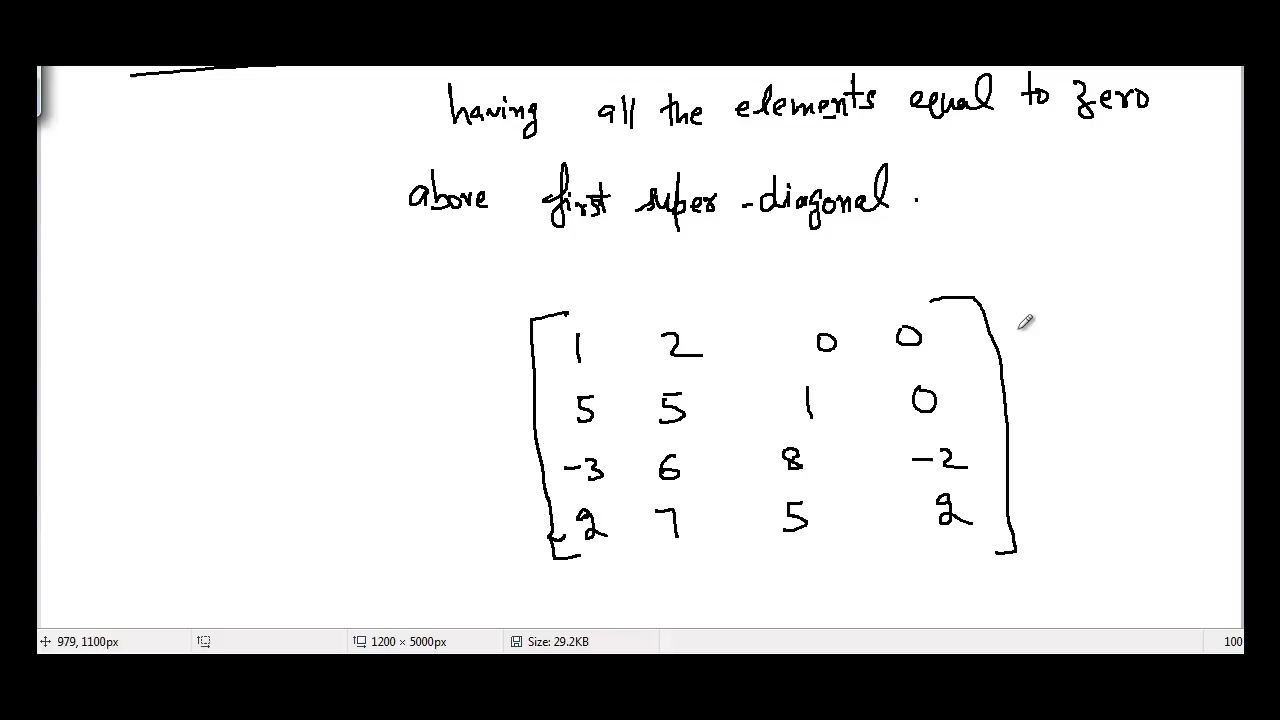 having all the elements equal to zero
above first super-diagonal.
1 2 0 0
5 5 1 0
-3 6 8 -2
-2 7 5 2
979, 1100px 1200 × 5000px Size: 29.2KB 100